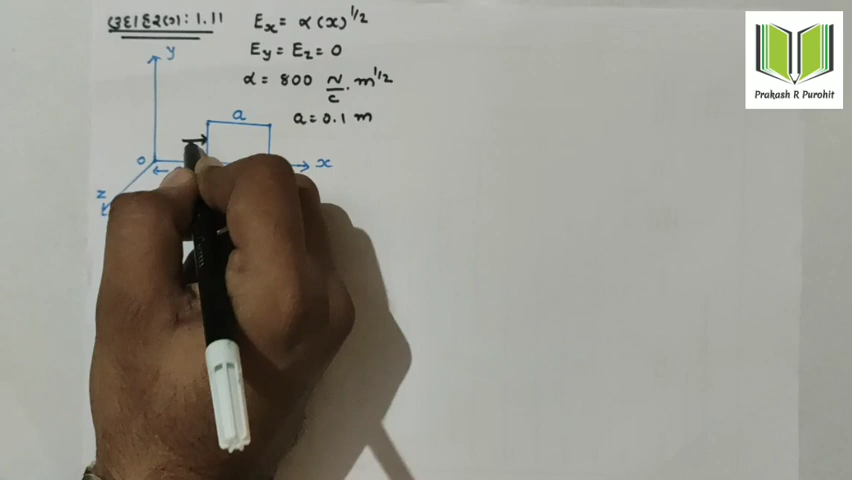 ઉદાહરણ : 1.11
Eₓ = α(x)^1/2
Ey = Ez = 0
α = 800 N/C · m^1/2
a = 0.1 m
y
a
O
x
z
Prakash R Purohit